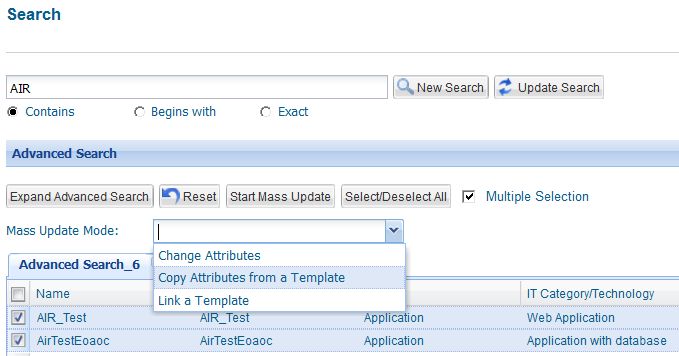 Search
AIR
New Search
Update Search
Contains
Begins with
Exact
Advanced Search
Expand Advanced Search
Reset
Start Mass Update
Select/Deselect All
Multiple Selection
Mass Update Mode:
Change Attributes
Copy Attributes from a Template
Link a Template
Advanced Search_6
Name IT Category/Technology
AIR_Test AIR_Test Application Web Application
AirTestEoaoc AirTestEoaoc Application Application with database